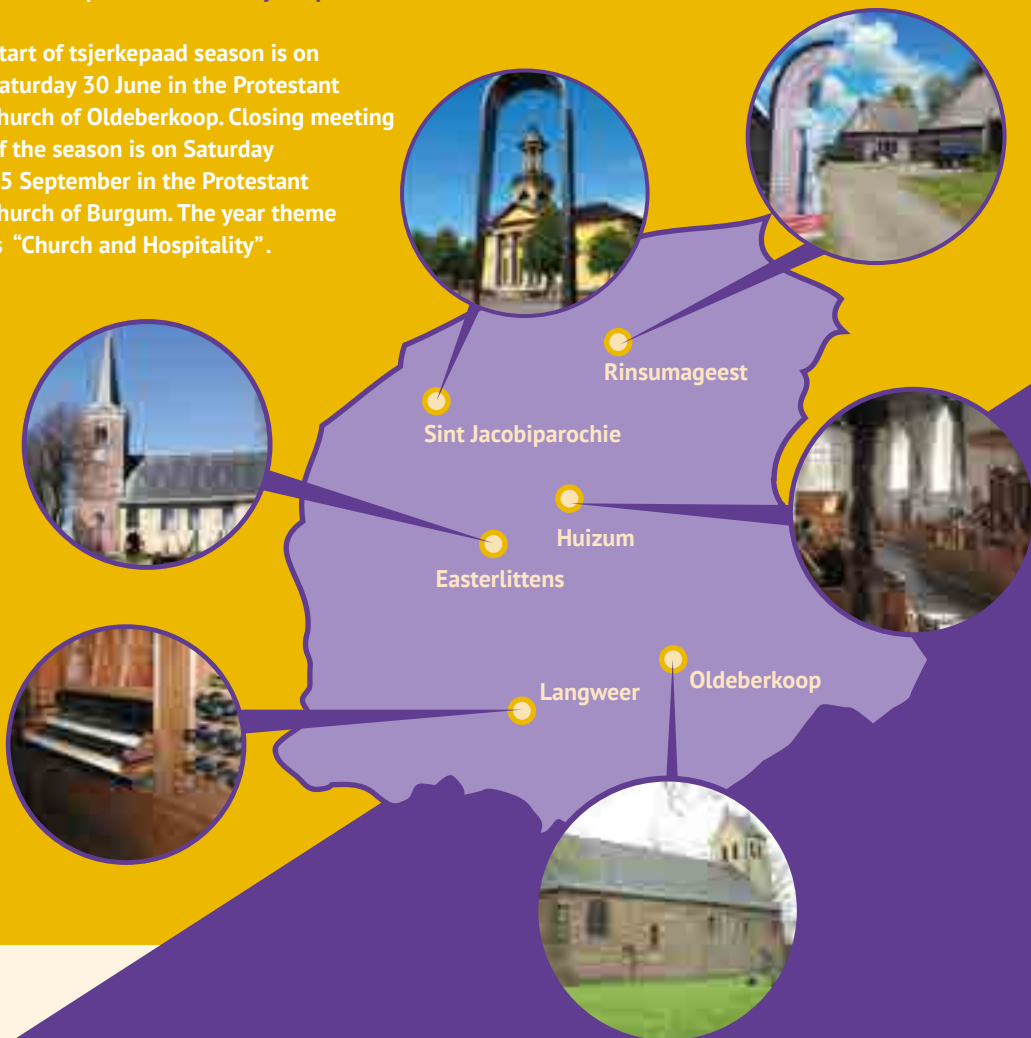 tart of tsjerkepaad season is on
aturday 30 June in the Protestant
hurch of Oldeberkoop. Closing meeting
f the season is on Saturday
5 September in the Protestant
hurch of Burgum. The year theme
s “Church and Hospitality”.
Rinsumageest
Sint Jacobiparochie
Huizum
Easterlittens
Langweer
Oldeberkoop